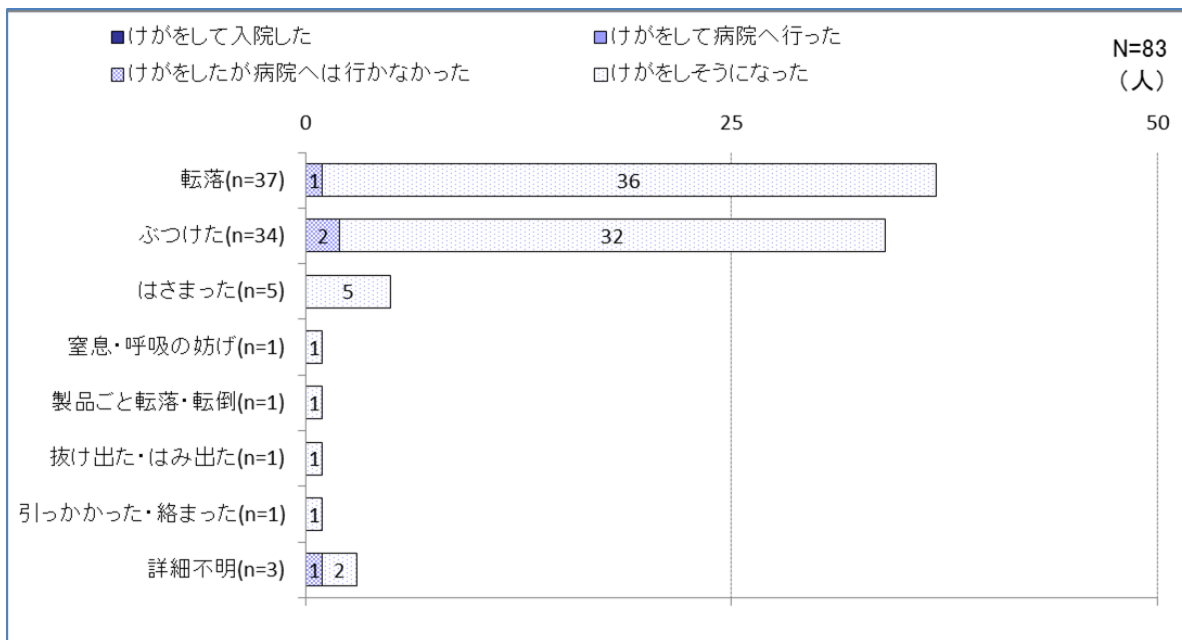 けがをして入院した けがをして病院へ行った
けがをしたが病院へは行かなかった けがをしそうになった
N=83
（人）
0 25 50
転落(n=37) 1 36
ぶつけた(n=34) 2 32
はさまった(n=5) 5
窒息・呼吸の妨げ(n=1) 1
製品ごと転落・転倒(n=1) 1
抜け出た・はみ出た(n=1) 1
引っかかった・絡まった(n=1) 1
詳細不明(n=3) 1 2